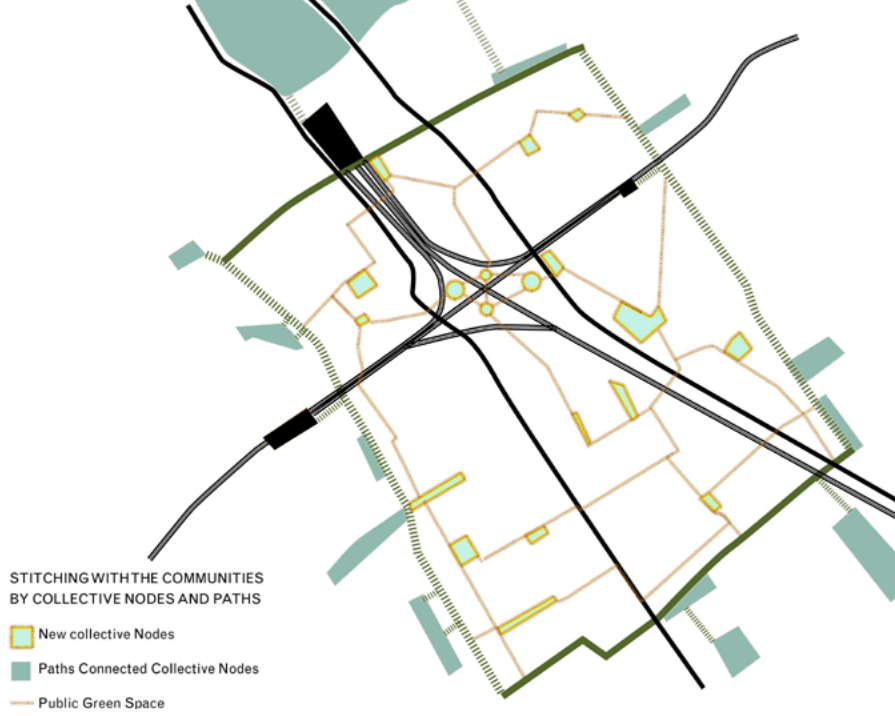 STITCHING WITH THE COMMUNITIES
BY COLLECTIVE NODES AND PATHS
New collective Nodes
Paths Connected Collective Nodes
Public Green Space